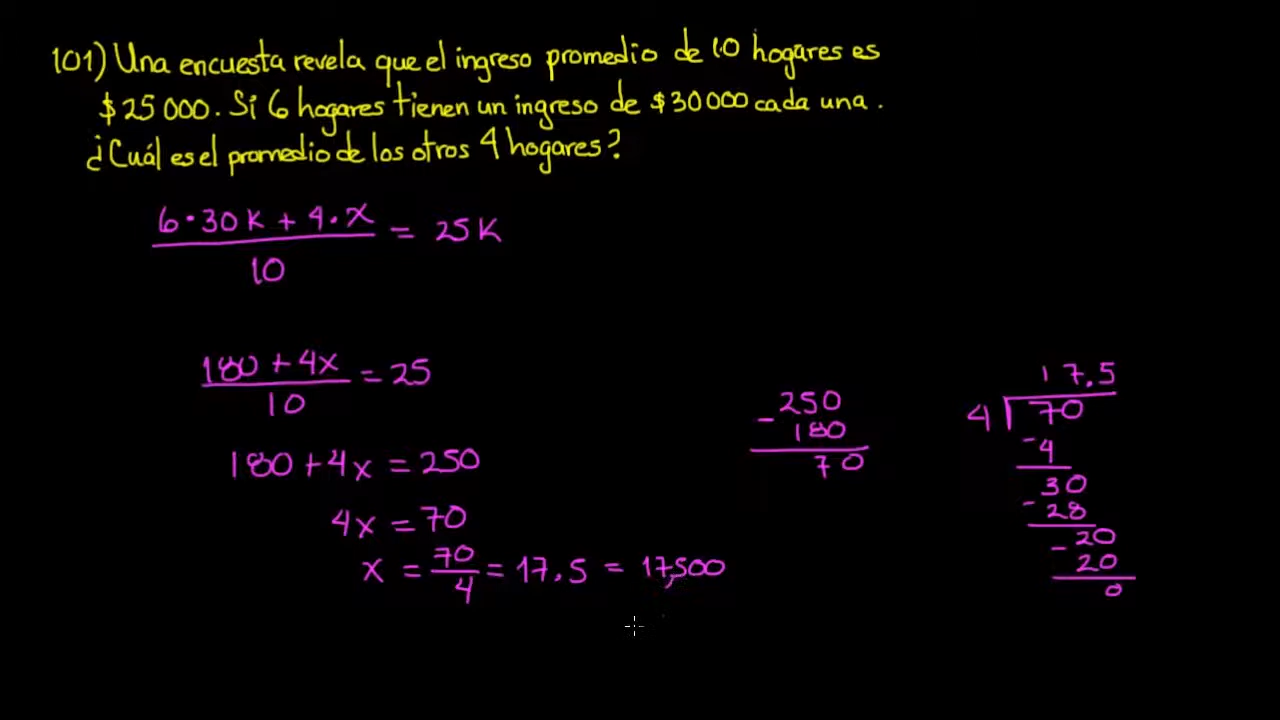 101) Una encuesta revela que el ingreso promedio de 10 hogares es
$25 000. Si 6 hogares tienen un ingreso de $30 000 cada una.
¿Cuál es el promedio de los otros 4 hogares?
6·30K + 4·X
= 25K
10
180 + 4x
= 25
10
180 + 4x = 250
4x = 70
x = 70/4 = 17.5 = 17,500
- 250
180
70
17.5
4 70
-4
30
-28
-20
20
0